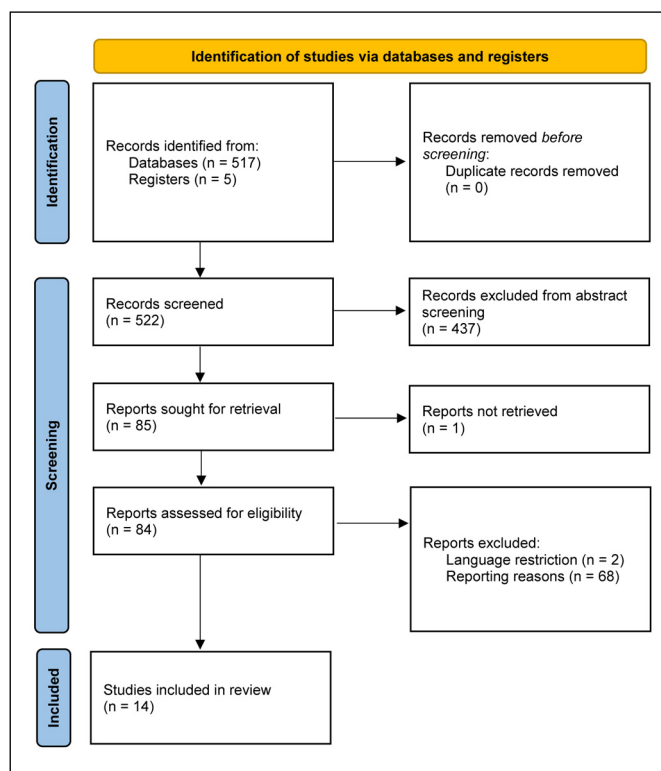 Identification of studies via databases and registers
Identification
Records identified from:
Databases (n = 517)
Registers (n = 5)
Records removed before
screening:
Duplicate records removed
(n = 0)
Screening
Records screened
(n = 522)
Records excluded from abstract
screening
(n = 437)
Reports sought for retrieval
(n = 85)
Reports not retrieved
(n = 1)
Reports assessed for eligibility
(n = 84)
Reports excluded:
Language restriction (n = 2)
Reporting reasons (n = 68)
Included
Studies included in review
(n = 14)